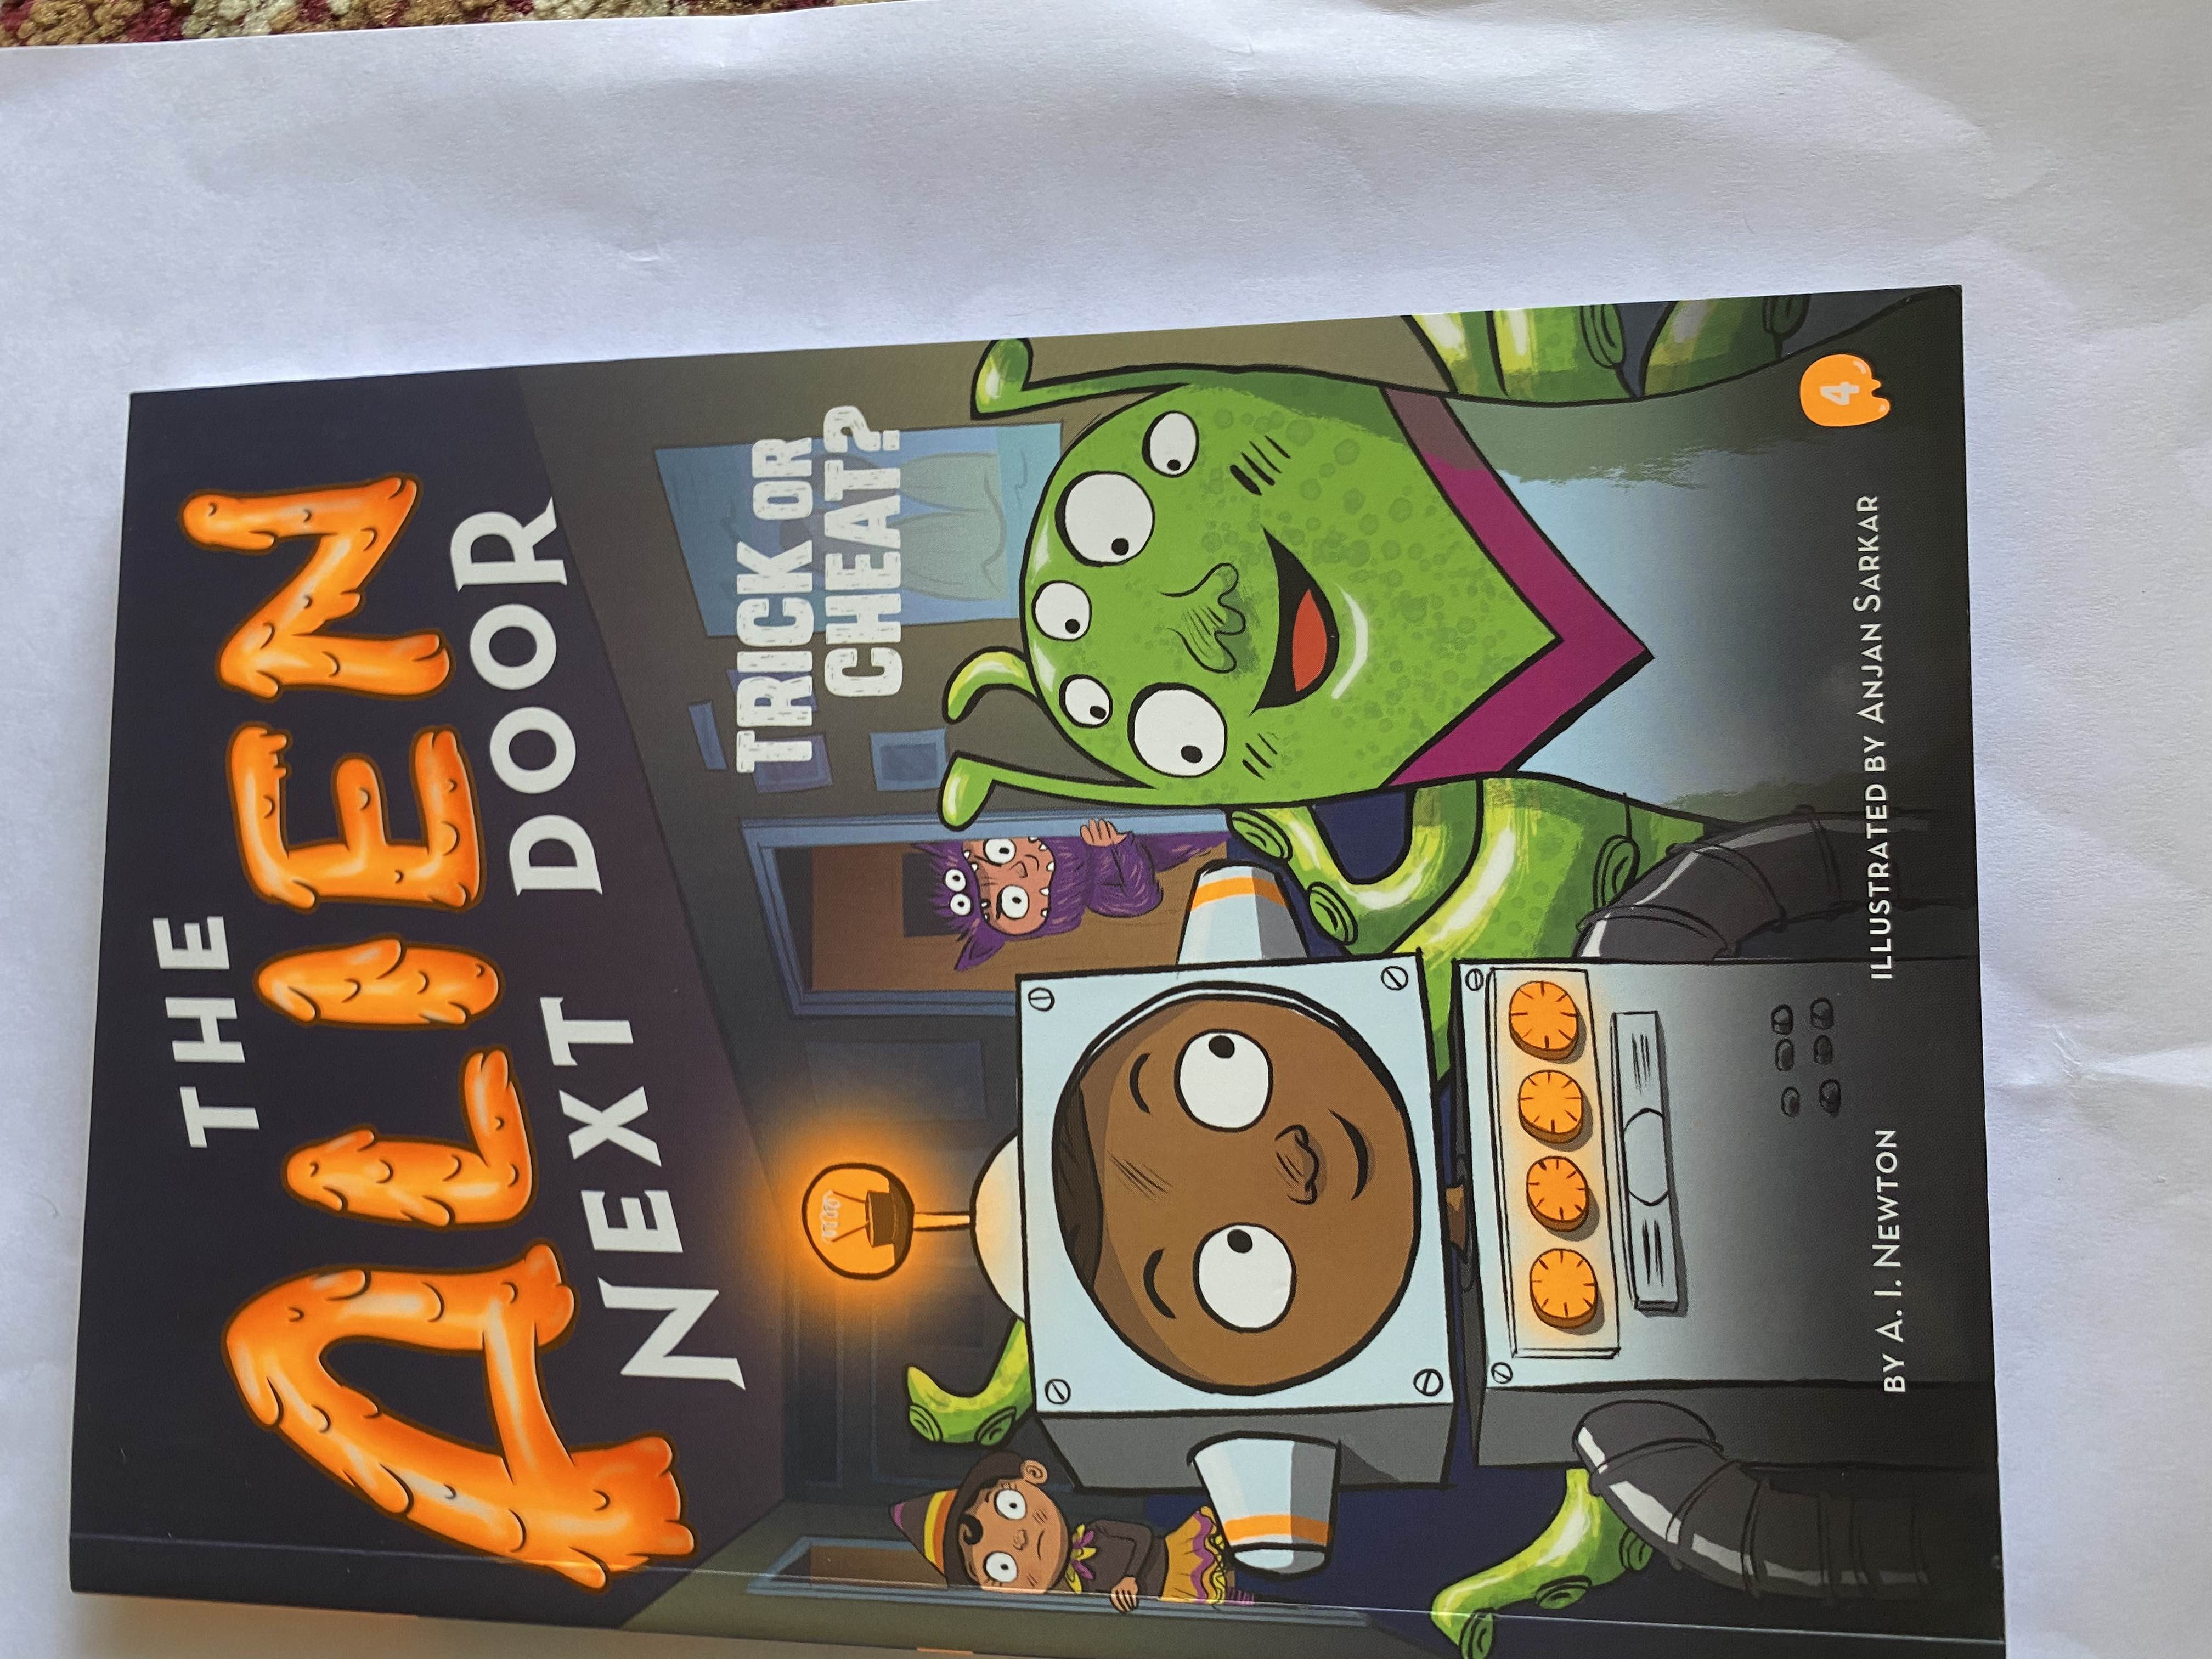 THE
ALIEN
NEXT DOOR
TRICK OR
CHEAT?
BY A. I. NEWTON
ILLUSTRATED BY ANJAN SARKAR
4